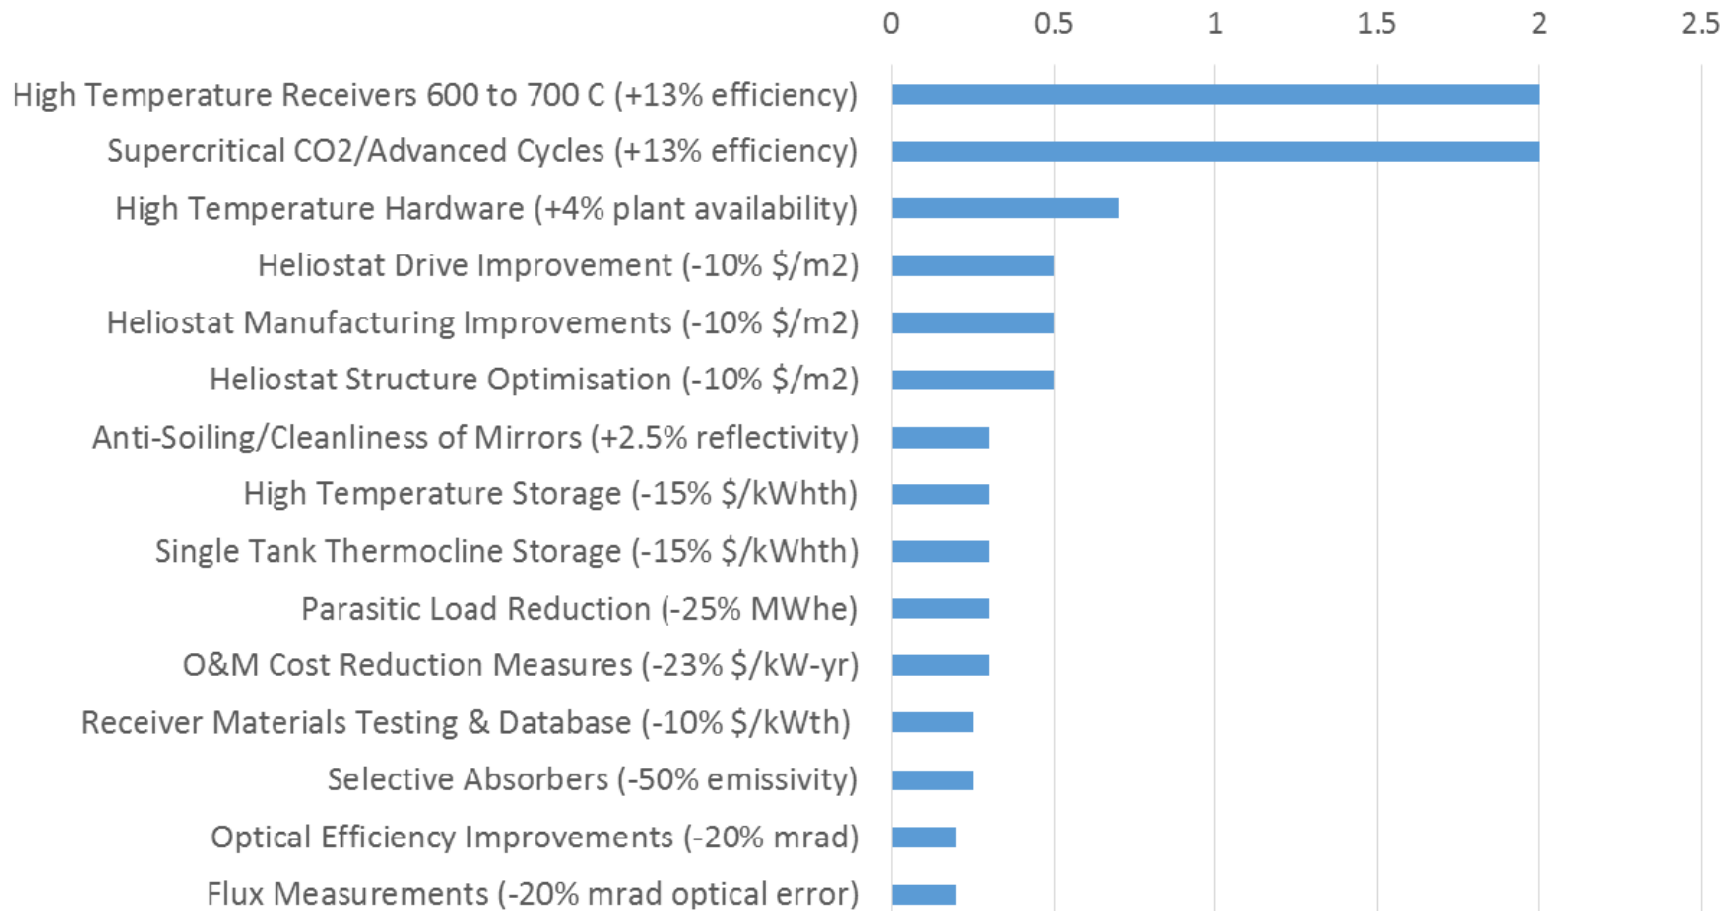 0 0.5 1 1.5 2 2.5
High Temperature Receivers 600 to 700 C (+13% efficiency)
Supercritical CO2/Advanced Cycles (+13% efficiency)
High Temperature Hardware (+4% plant availability)
Heliostat Drive Improvement (-10% $/m2)
Heliostat Manufacturing Improvements (-10% $/m2)
Heliostat Structure Optimisation (-10% $/m2)
Anti-Soiling/Cleanliness of Mirrors (+2.5% reflectivity)
High Temperature Storage (-15% $/kWhth)
Single Tank Thermocline Storage (-15% $/kWhth)
Parasitic Load Reduction (-25% MWhe)
O&M Cost Reduction Measures (-23% $/kW-yr)
Receiver Materials Testing & Database (-10% $/kWth)
Selective Absorbers (-50% emissivity)
Optical Efficiency Improvements (-20% mrad)
Flux Measurements (-20% mrad optical error)